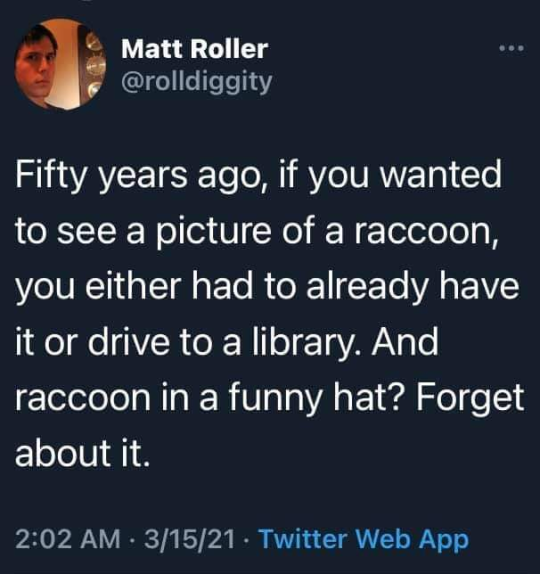 Matt Roller
@rolldiggity
Fifty years ago, if you wanted
to see a picture of a raccoon,
you either had to already have
it or drive to a library. And
raccoon in a funny hat? Forget
about it.
2:02 AM · 3/15/21 · Twitter Web App